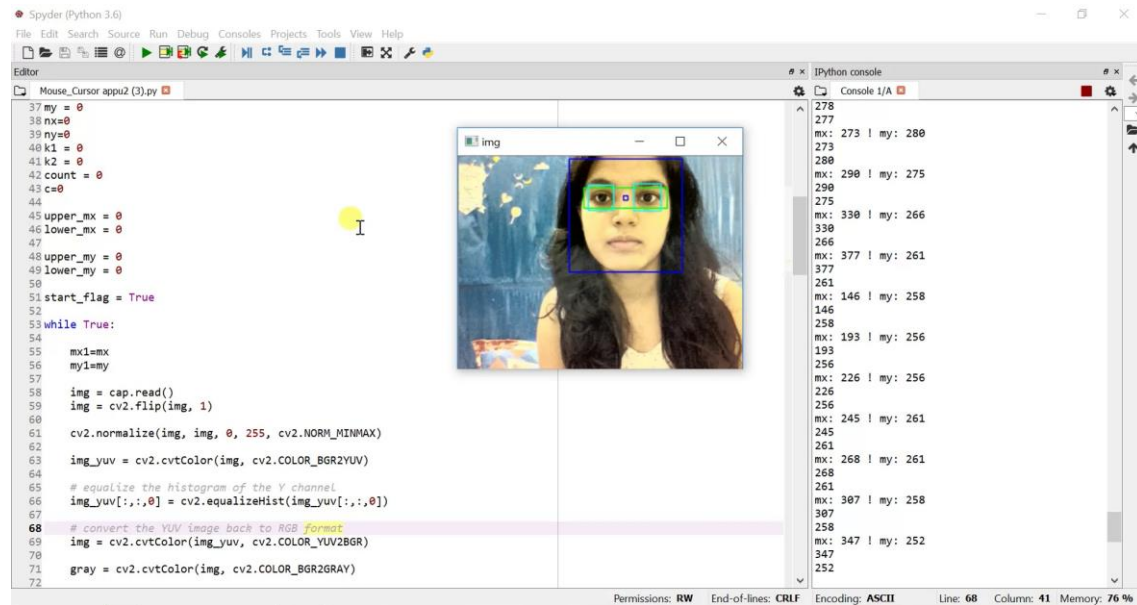 Spyder (Python 3.6)
File Edit Search Source Run Debug Consoles Projects Tools View Help
Editor
Mouse_Cursor appu2 (3).py
37 my = 0
38 nx=0
39 ny=0
40 k1 = 0
41 k2 = 0
42 count = 0
43 c=0
44
45 upper_mx = 0
46 lower_mx = 0
47
48 upper_my = 0
49 lower_my = 0
50
51 start_flag = True
52
53 while True:
54
55 mx1=mx
56 my1=my
57
58 img = cap.read()
59 img = cv2.flip(img, 1)
60
61 cv2.normalize(img, img, 0, 255, cv2.NORM_MINMAX)
62
63 img_yuv = cv2.cvtColor(img, cv2.COLOR_BGR2YUV)
64
65 # equalize the histogram of the Y channel
66 img_yuv[:,:,0] = cv2.equalizeHist(img_yuv[:,:,0])
67
68 # convert the YUV image back to RGB format
69 img = cv2.cvtColor(img_yuv, cv2.COLOR_YUV2BGR)
70
71 gray = cv2.cvtColor(img, cv2.COLOR_BGR2GRAY)
72
img
IPython console
Console 1/A
278
277
mx: 273 ! my: 280
273
280
mx: 290 ! my: 275
290
275
mx: 330 ! my: 266
330
266
mx: 377 ! my: 261
377
261
mx: 146 ! my: 258
146
258
mx: 193 ! my: 256
193
256
mx: 226 ! my: 256
226
256
mx: 245 ! my: 261
245
261
mx: 268 ! my: 261
268
261
mx: 307 ! my: 258
307
258
mx: 347 ! my: 252
347
252
Permissions: RW End-of-lines: CRLF Encoding: ASCII Line: 68 Column: 41 Memory: 76 %